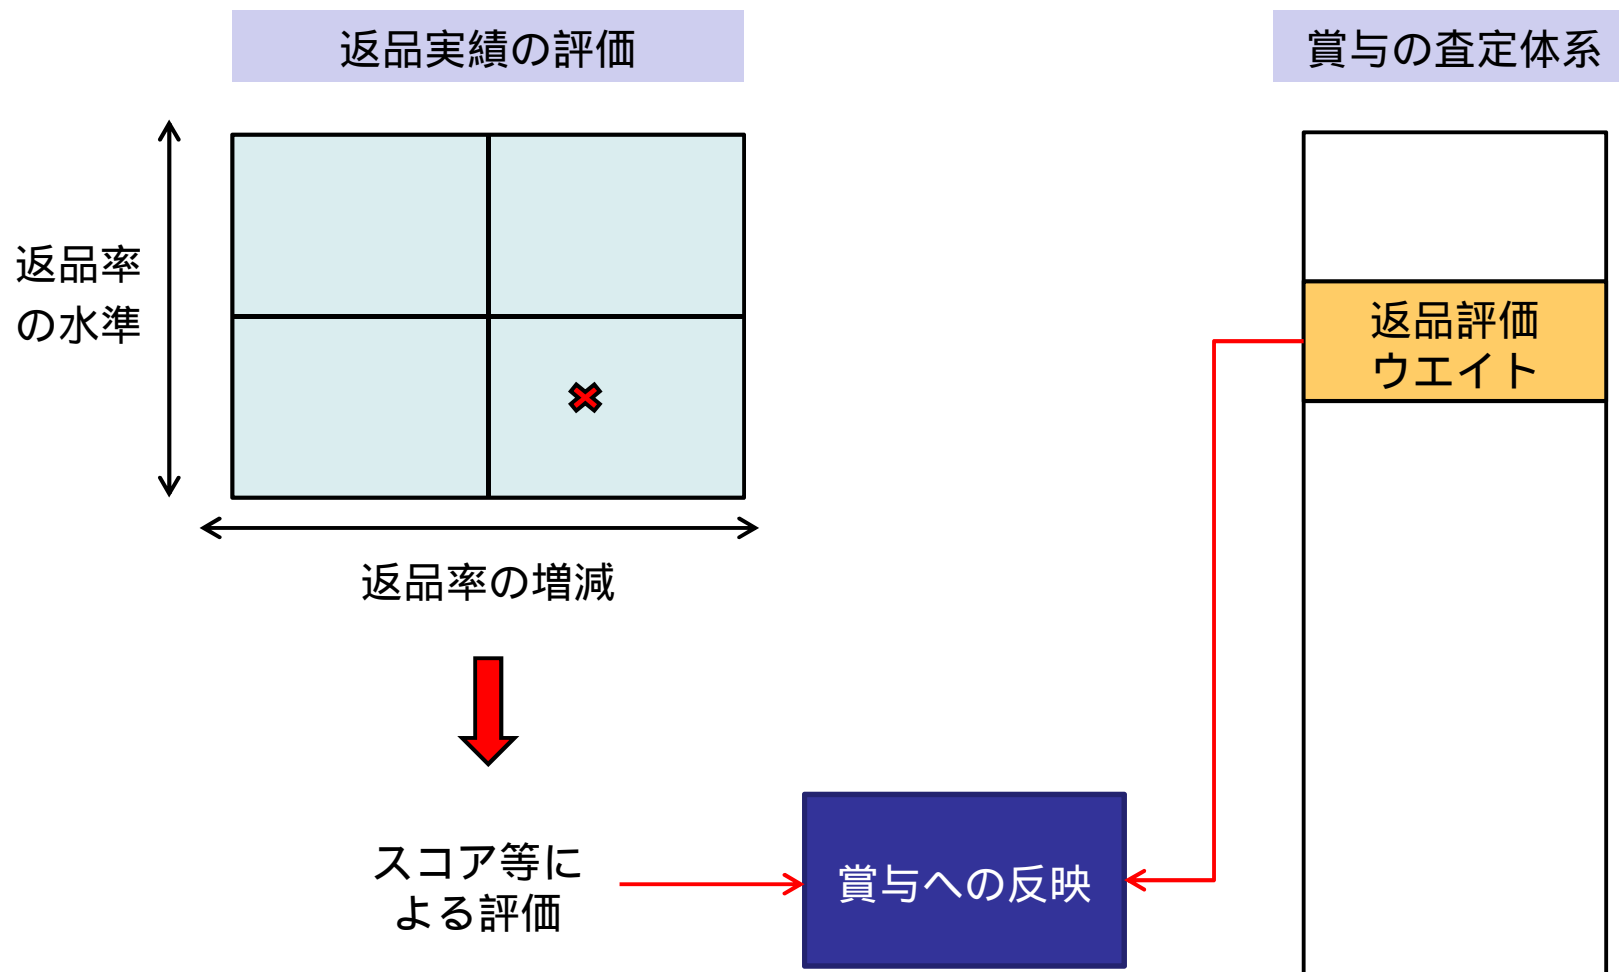 返品実績の評価
賞与の査定体系
返品率
の水準
返品評価
ウエイト
返品率の増減
スコア等に
よる評価
賞与への反映